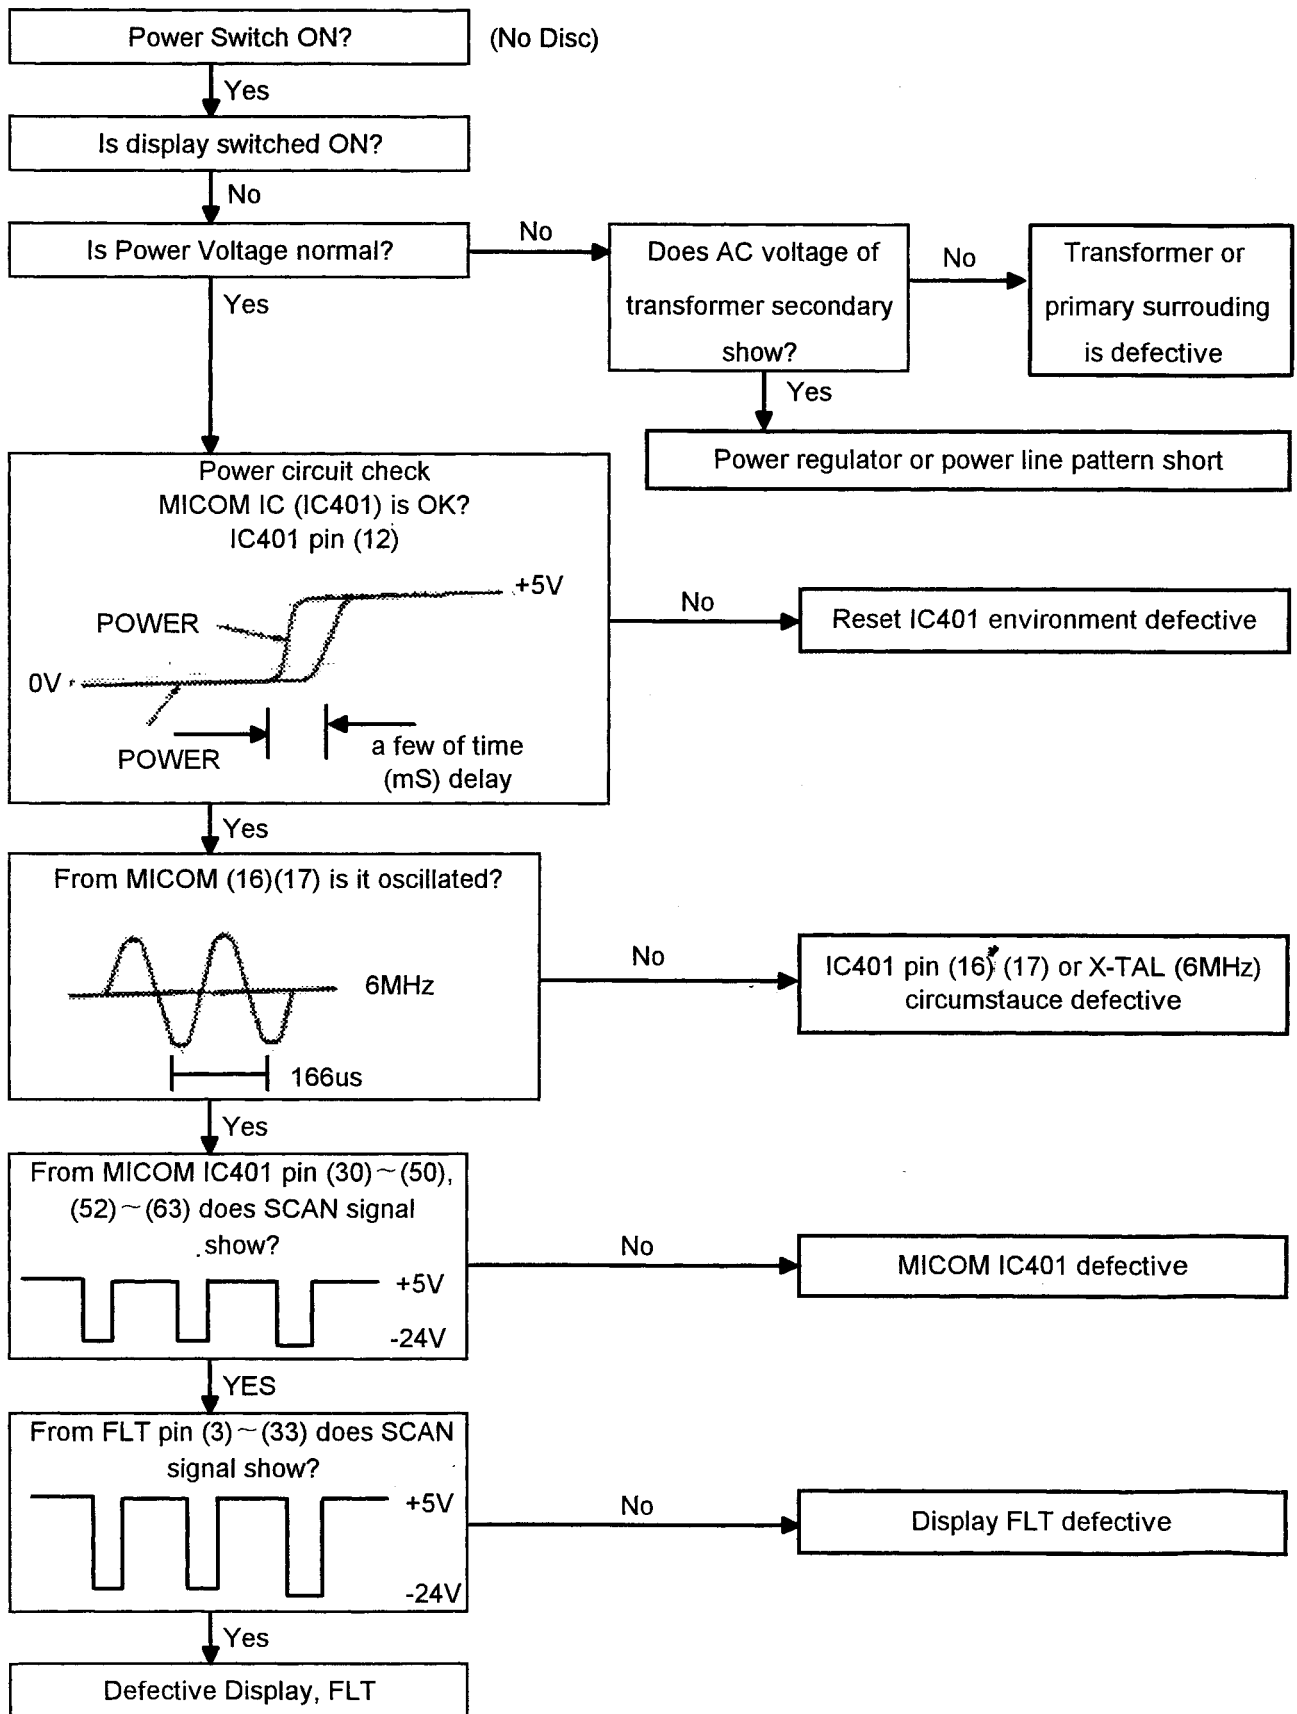 Power Switch ON?
(No Disc)
Yes
Is display switched ON?
No
Is Power Voltage normal?
No
Does AC voltage of
transformer secondary
show?
No
Transformer or
primary surrouding
is defective
Yes
Yes
Power regulator or power line pattern short
Power circuit check
MICOM IC (IC401) is OK?
IC401 pin (12)
+5V
POWER
0V
POWER
a few of time
(mS) delay
No
Reset IC401 environment defective
Yes
From MICOM (16)(17) is it oscillated?
6MHz
166us
No
IC401 pin (16) (17) or X-TAL (6MHz)
circumstauce defective
Yes
From MICOM IC401 pin (30)~(50),
(52)~(63) does SCAN signal
show?
+5V
-24V
No
MICOM IC401 defective
YES
From FLT pin (3)~(33) does SCAN
signal show?
+5V
-24V
No
Display FLT defective
Yes
Defective Display, FLT